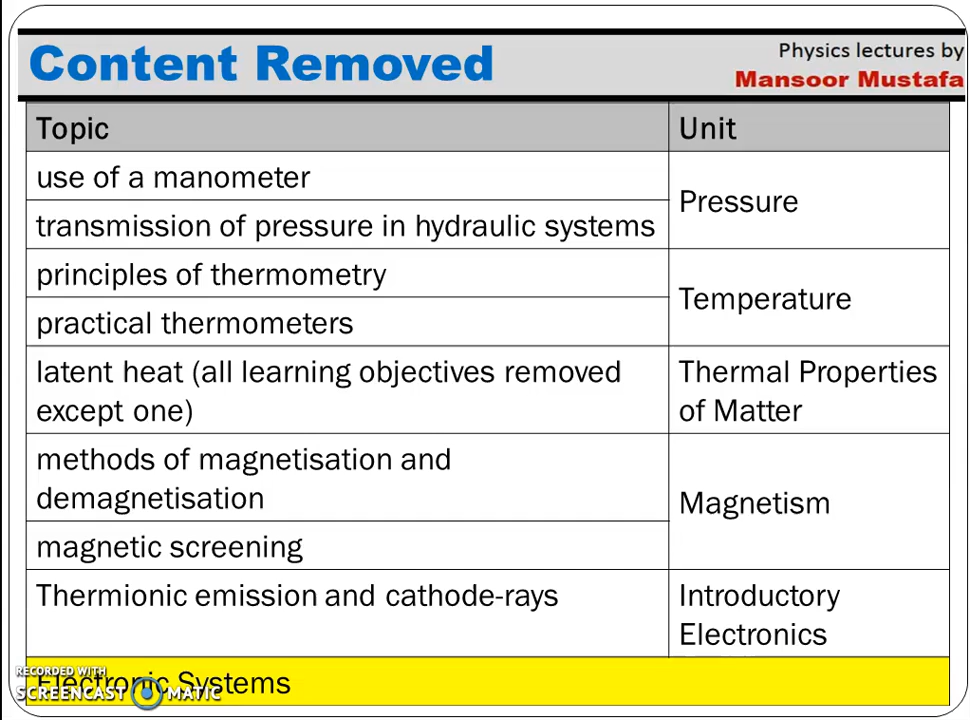 Content Removed
Physics lectures by
Mansoor Mustafa
Topic
Unit
use of a manometer
Pressure
transmission of pressure in hydraulic systems
principles of thermometry
Temperature
practical thermometers
latent heat (all learning objectives removed
except one)
Thermal Properties
of Matter
methods of magnetisation and
demagnetisation
Magnetism
magnetic screening
Thermionic emission and cathode-rays
Introductory
Electronics
Electronic Systems
RECORDED WITH
SCREENCAST MATIC